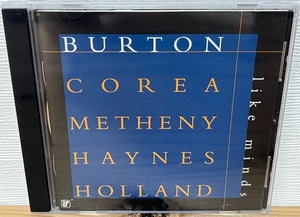 BURTON
COREA
METHENY
HAYNES
HOLLAND
like minds